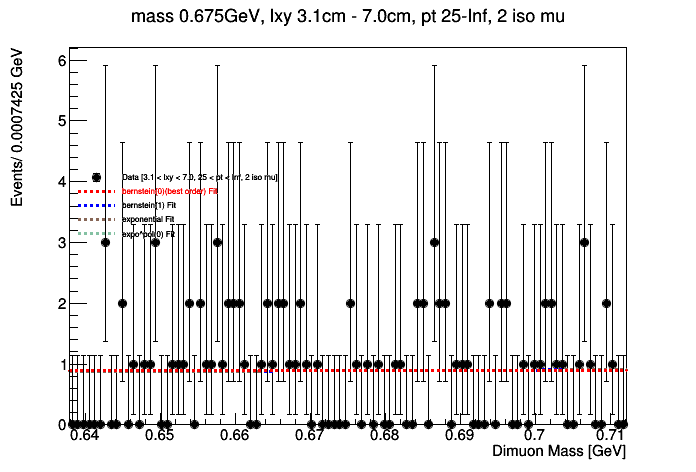 mass 0.675GeV, lxy 3.1cm - 7.0cm, pt 25-Inf, 2 iso mu
Events/ 0.0007425 GeV
6
5
4
3
2
1
0
Data [3.1 < lxy < 7.0, 25 < pt < Inf, 2 iso mu]
bernstein[0](best order) Fit
bernstein[1] Fit
exponential Fit
expo*pol(0) Fit
0.64 0.65 0.66 0.67 0.68 0.69 0.7 0.71
Dimuon Mass [GeV]